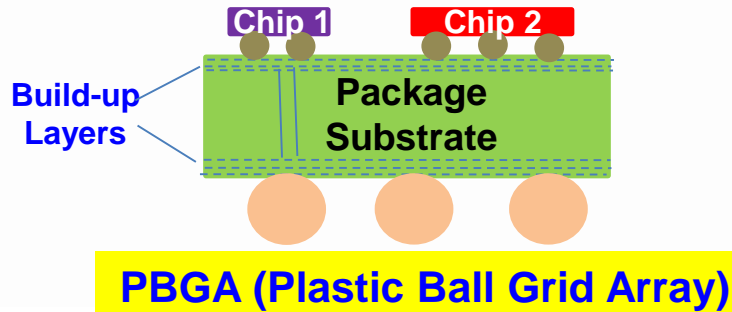 Chip 1
Chip 2
Build-up
Layers
Package
Substrate
PBGA (Plastic Ball Grid Array)